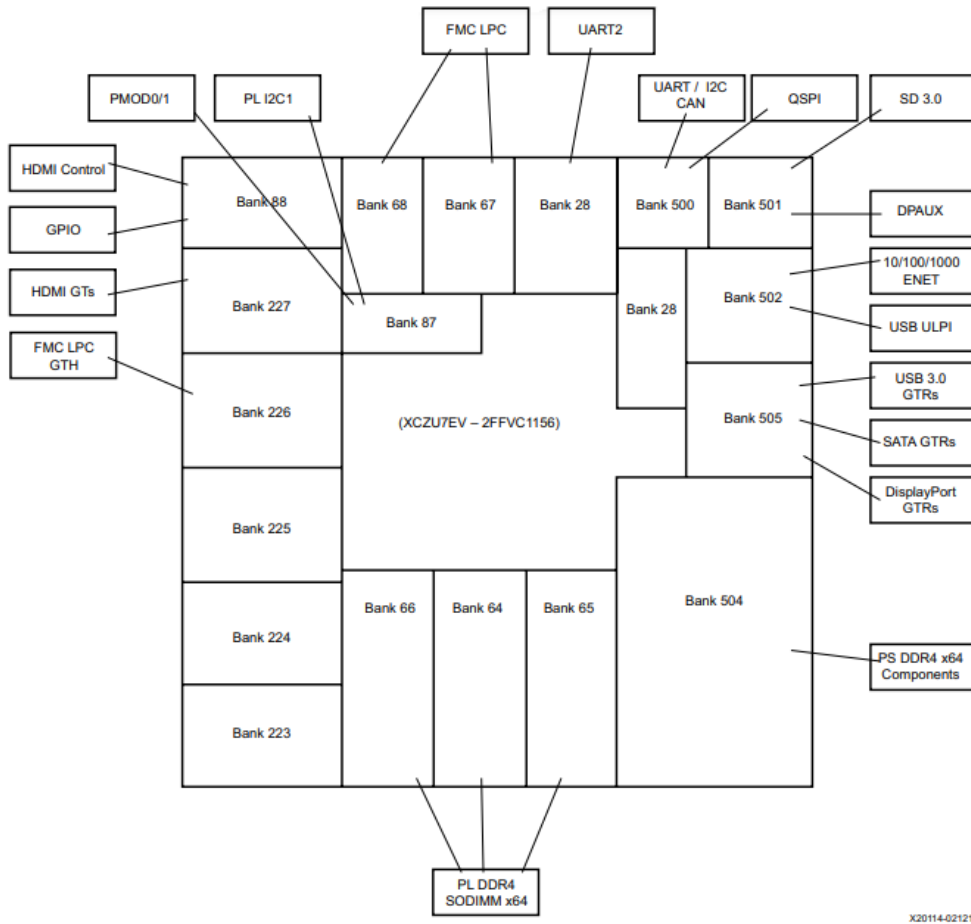 FMC LPC
UART2
PMOD0/1
PL I2C1
UART / I2C
CAN
QSPI
SD 3.0
HDMI Control
GPIO
HDMI GTs
FMC LPC
GTH
Bank 88
Bank 68
Bank 67
Bank 28
Bank 500
Bank 501
DPAUX
10/100/1000
ENET
USB ULPI
USB 3.0
GTRs
SATA GTRs
DisplayPort
GTRs
Bank 227
Bank 87
Bank 28
Bank 502
Bank 226
(XCZU7EV – 2FFVC1156)
Bank 505
Bank 225
Bank 66
Bank 64
Bank 65
Bank 504
Bank 224
PS DDR4 x64
Components
Bank 223
PL DDR4
SODIMM x64
X20114-02121